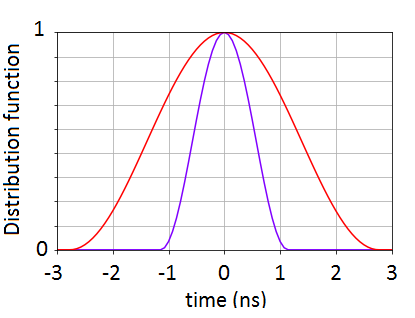 Distribution function
1
0
-3 -2 -1 0 1 2 3
time (ns)